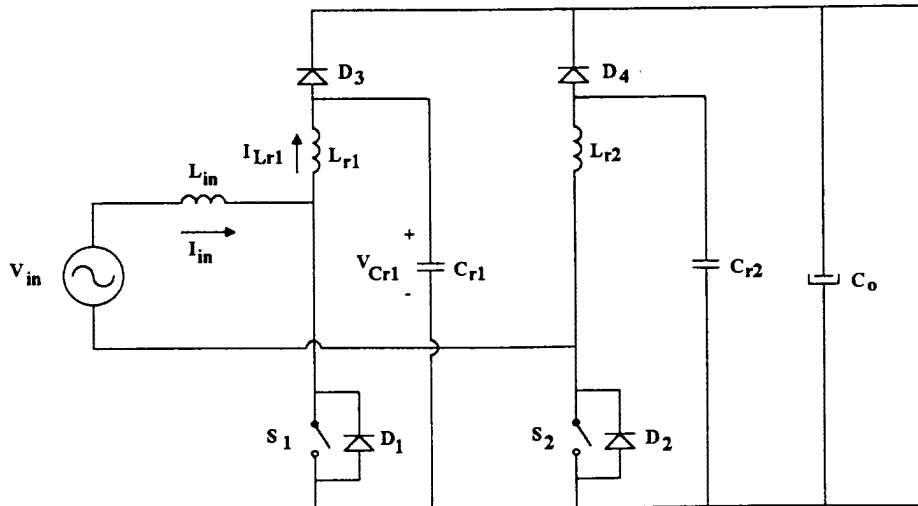 D3
D4
ILr1
Lr1
Lr2
Lin
Iin
Vin
+
VCr1
-
Cr1
Cr2
Co
S1
D1
S2
D2